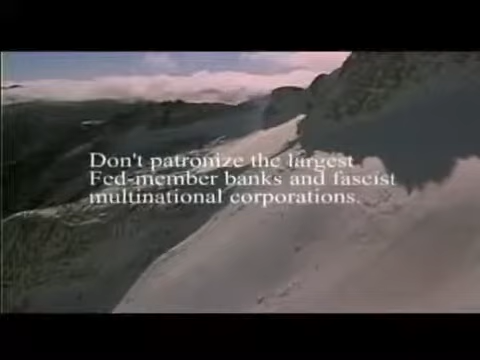 Don't patronize the largest
Fed-member banks and fascist
multinational corporations.